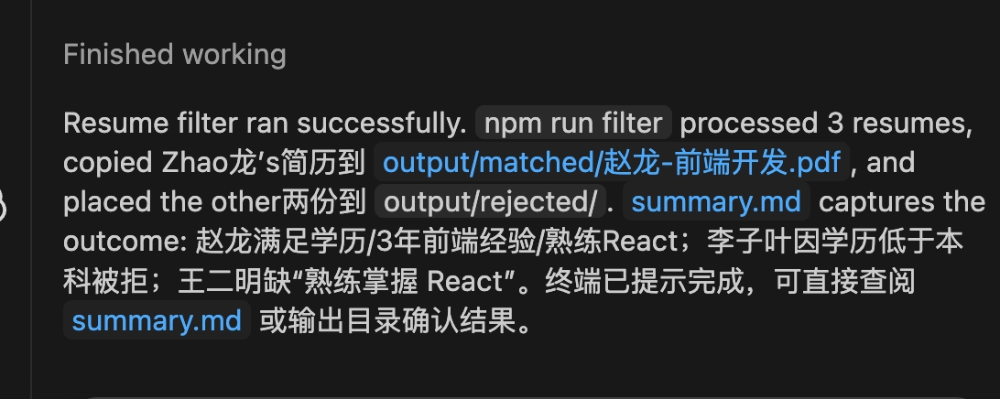 Finished working
Resume filter ran successfully. npm run filter processed 3 resumes,
copied Zhao龙’s简历到 output/matched/赵龙-前端开发.pdf , and
placed the other两份到 output/rejected/ . summary.md captures the
outcome: 赵龙满足学历/3年前端经验/熟练React；李子叶因学历低于本
科被拒；王二明缺“熟练掌握 React”。终端已提示完成，可直接查阅
summary.md 或输出目录确认结果。